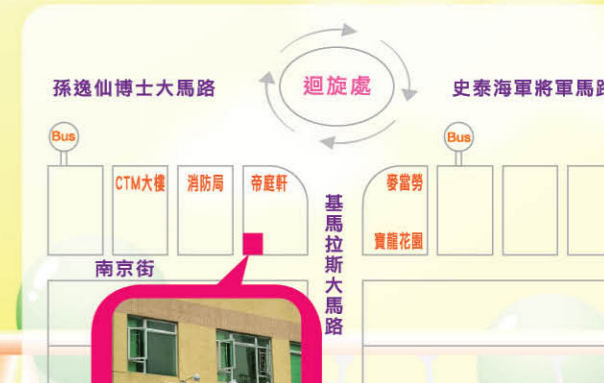 迴旋處
孫逸仙博士大馬路
史泰海軍將軍馬路
Bus
Bus
CTM大樓
消防局
帝庭軒
麥當勞
寶龍花園
基馬拉斯大馬路
南京街